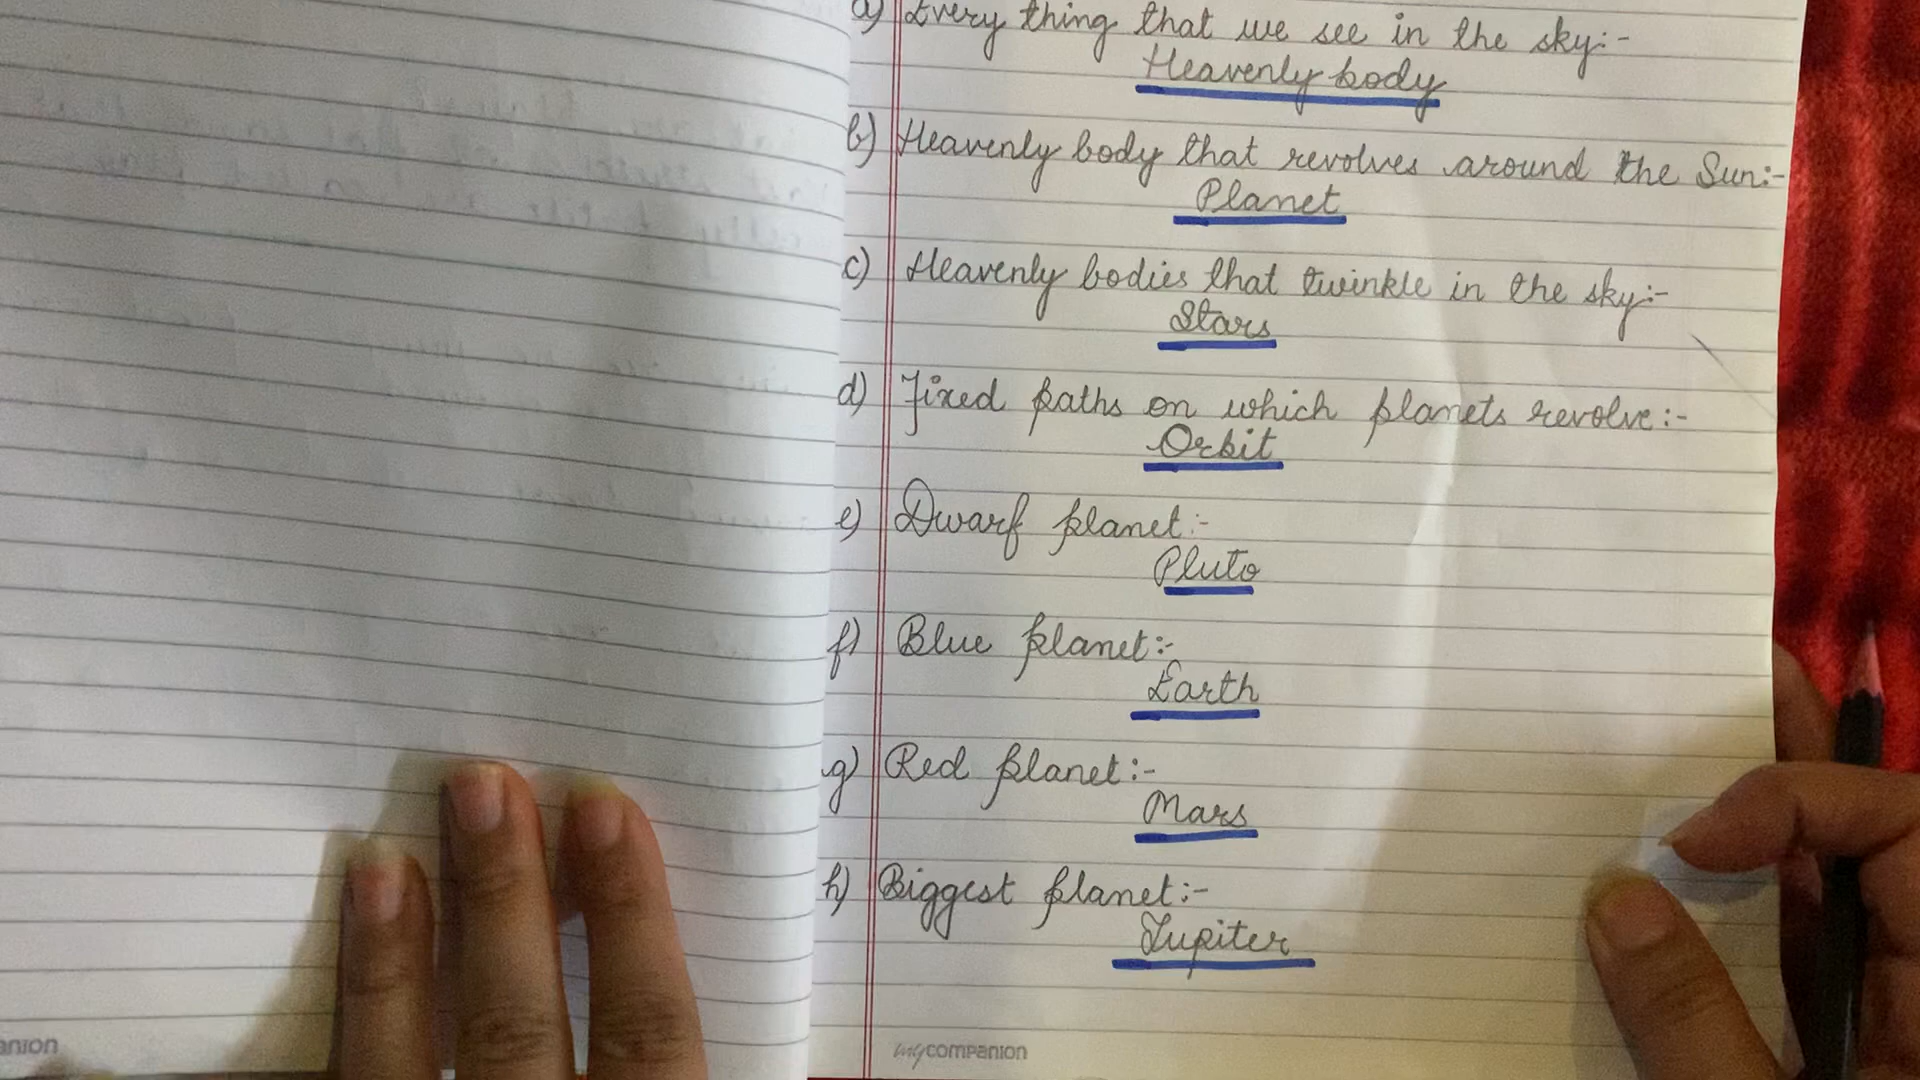 a) Every thing that we see in the sky:-
Heavenly body
b) Heavenly body that revolves around the Sun:-
Planet
c) Heavenly bodies that twinkle in the sky:-
Stars
d) Fixed paths on which planets revolve:-
Orbit
e) Dwarf planet:-
Pluto
f) Blue planet:-
Earth
g) Red planet:-
Mars
h) Biggest planet:-
Jupiter
anion
mycompanion